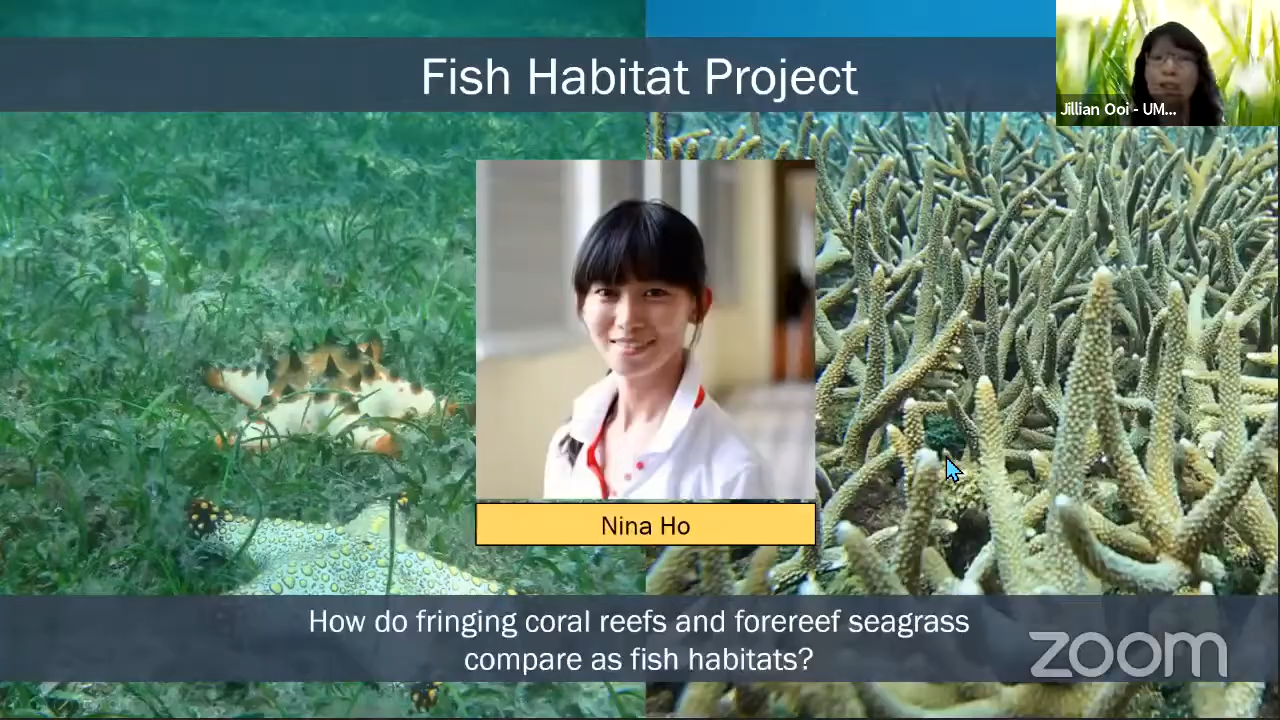 Fish Habitat Project
Jillian Ooi - UM...
Nina Ho
How do fringing coral reefs and forereef seagrass
compare as fish habitats?
zoom